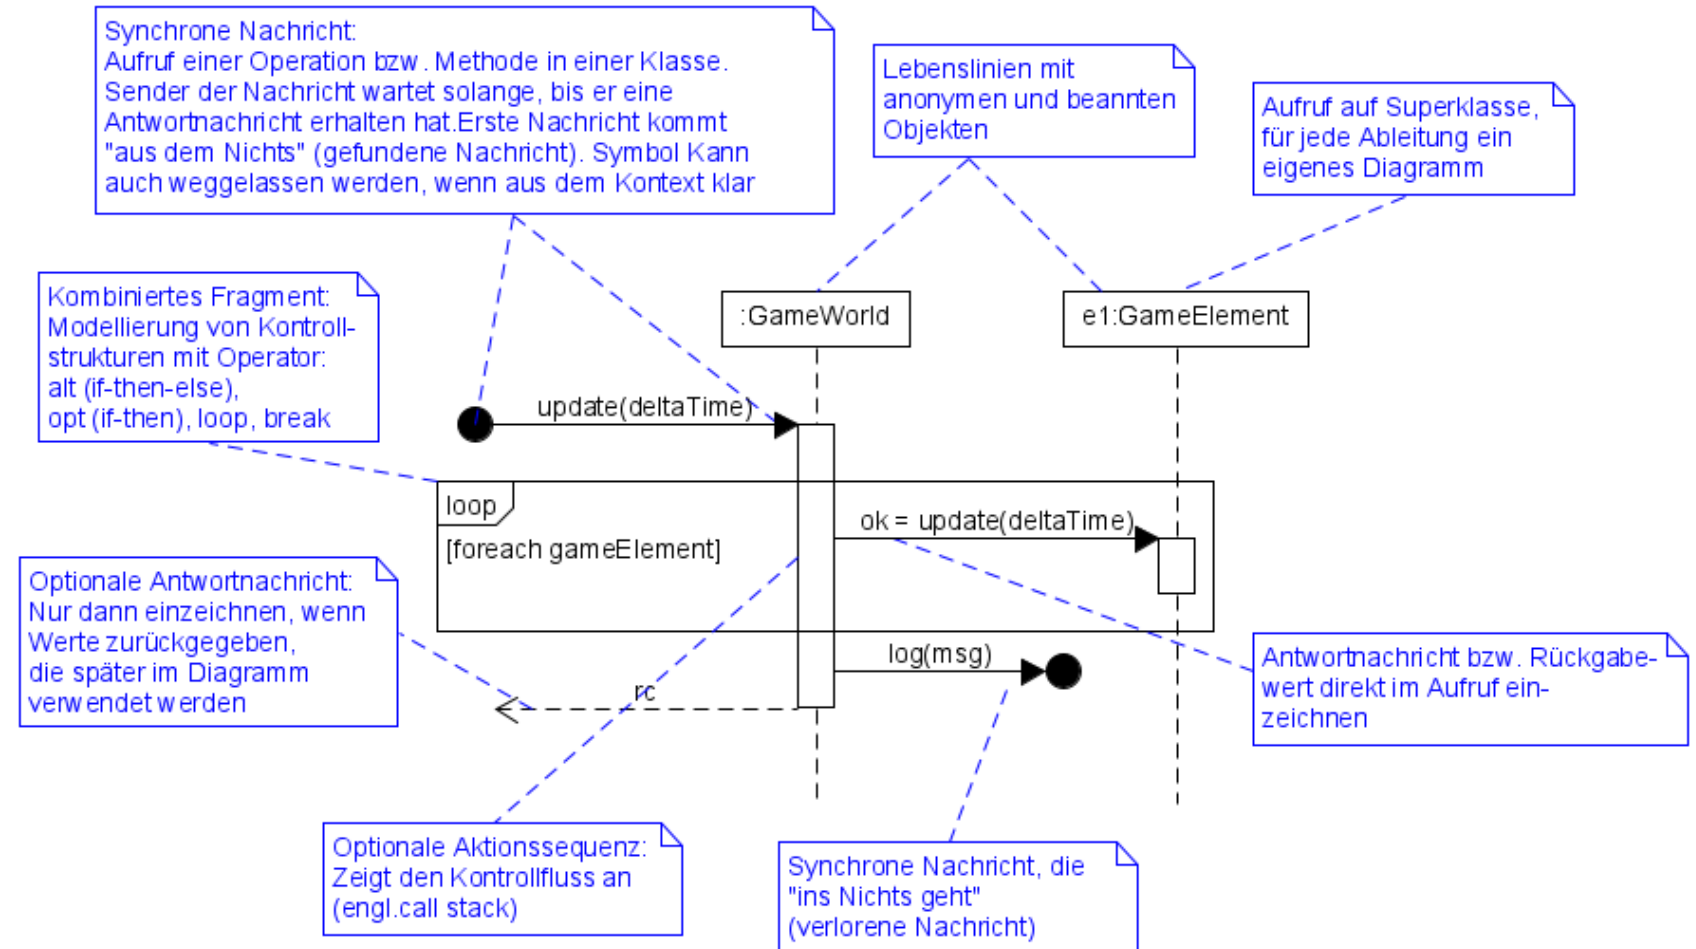 Synchrone Nachricht:
Aufruf einer Operation bzw. Methode in einer Klasse.
Sender der Nachricht wartet solange, bis er eine
Antwortnachricht erhalten hat.Erste Nachricht kommt
"aus dem Nichts" (gefundene Nachricht). Symbol Kann
auch weggelassen werden, wenn aus dem Kontext klar
Lebenslinien mit
anonymen und beannten
Objekten
Aufruf auf Superklasse,
für jede Ableitung ein
eigenes Diagramm
Kombiniertes Fragment:
Modellierung von Kontroll-
strukturen mit Operator:
alt (if-then-else),
opt (if-then), loop, break
:GameWorld
e1:GameElement
update(deltaTime)
loop
[foreach gameElement]
ok = update(deltaTime)
Optionale Antwortnachricht:
Nur dann einzeichnen, wenn
Werte zurückgegeben,
die später im Diagramm
verwendet werden
log(msg)
rc
Antwortnachricht bzw. Rückgabe-
wert direkt im Aufruf ein-
zeichnen
Optionale Aktionssequenz:
Zeigt den Kontrollfluss an
(engl.call stack)
Synchrone Nachricht, die
"ins Nichts geht"
(verlorene Nachricht)